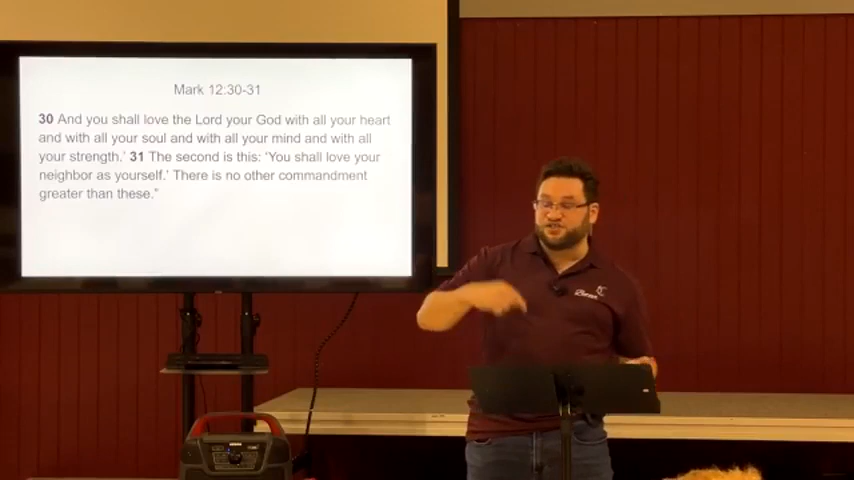 Mark 12:30-31
30 And you shall love the Lord your God with all your heart
and with all your soul and with all your mind and with all
your strength.’ 31 The second is this: ‘You shall love your
neighbor as yourself.’ There is no other commandment
greater than these.”